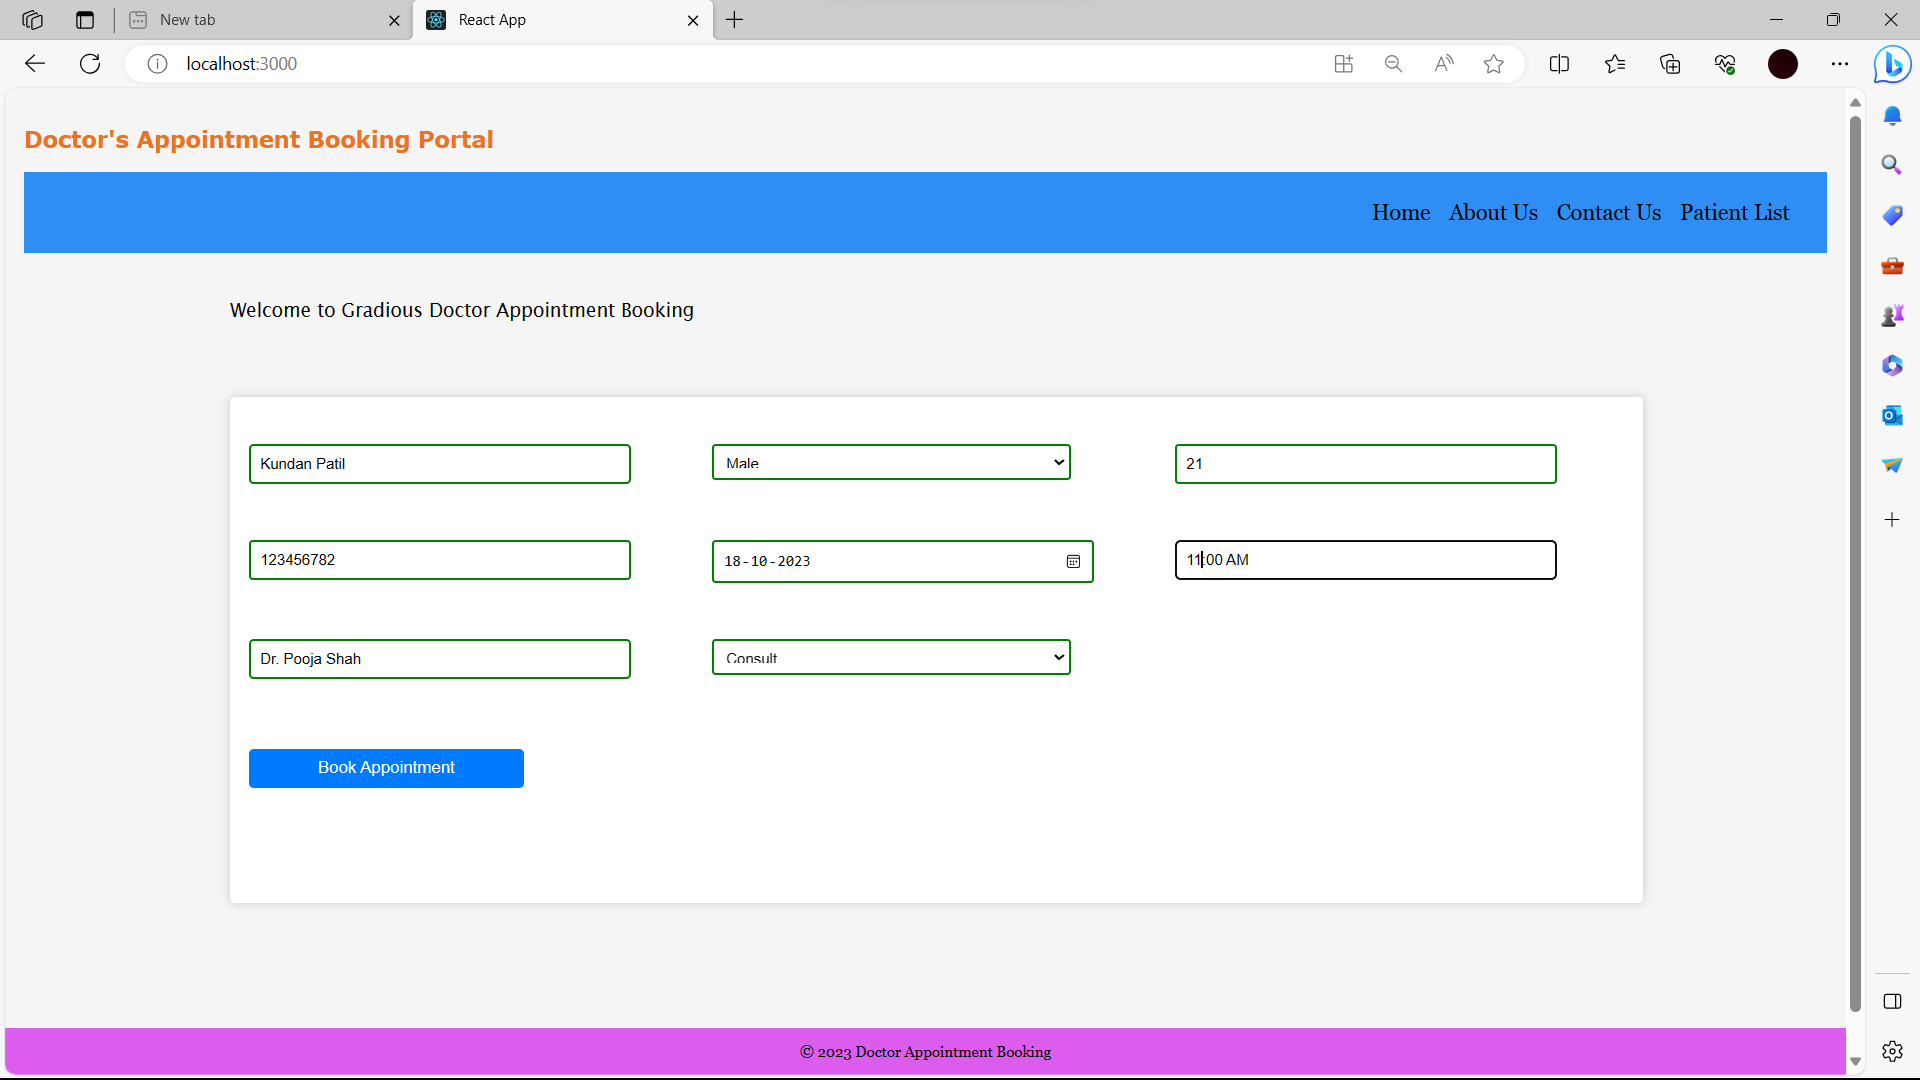 New tab
React App
localhost:3000
Doctor's Appointment Booking Portal
Home About Us Contact Us Patient List
Welcome to Gradious Doctor Appointment Booking
Kundan Patil Male 21
123456782 18-10-2023 11:00 AM
Dr. Pooja Shah Consult
Book Appointment
© 2023 Doctor Appointment Booking